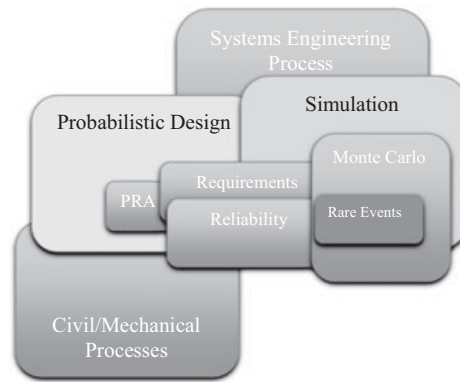 Systems Engineering
Process
Simulation
Probabilistic Design
Monte Carlo
Requirements
PRA
Reliability
Rare Events
Civil/Mechanical
Processes